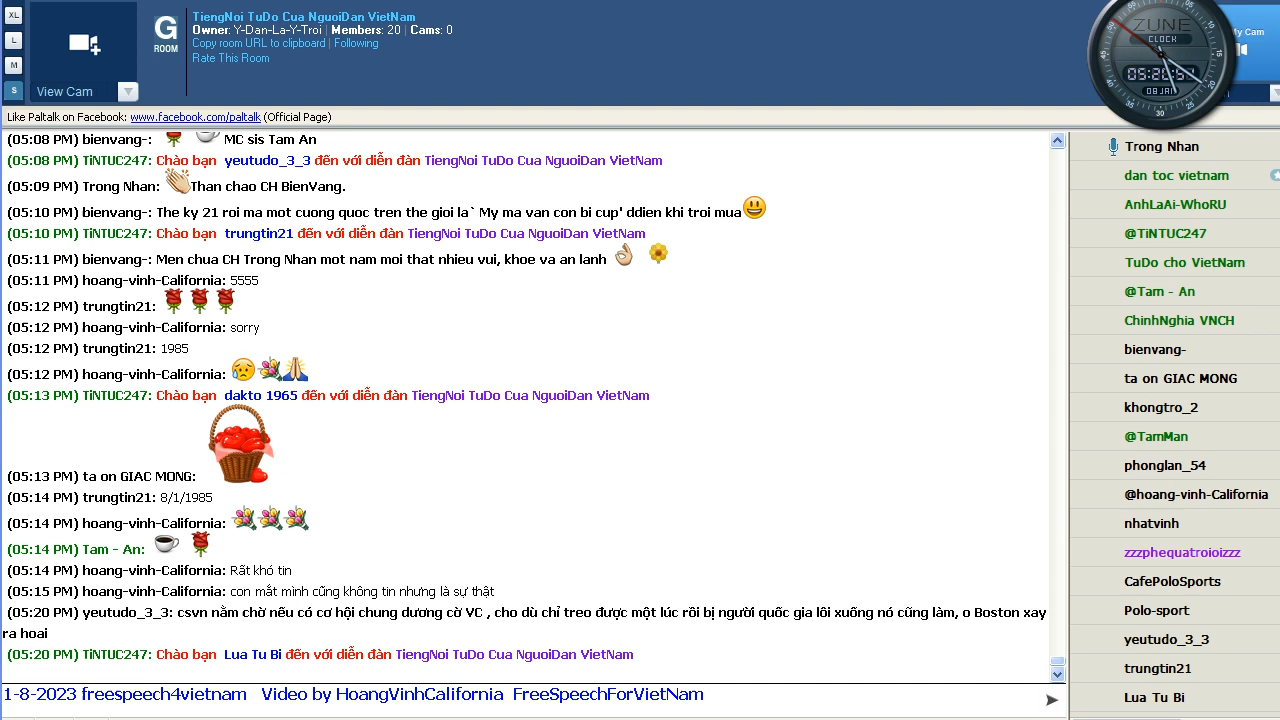 XL
L
M
S
View Cam
G
ROOM
TiengNoi TuDo Cua NguoiDan VietNam
Owner: Y-Dan-La-Y-Troi | Members: 20 | Cams: 0
Copy room URL to clipboard | Following
Rate This Room
ZUNE
CLOCK
05:20:57
08 JAN
My Cam
Like Paltalk on Facebook: www.facebook.com/paltalk (Official Page)
(05:08 PM) bienvang-: MC sis Tam An
(05:08 PM) TiNTUC247: Chào bạn yeutudo_3_3 đến với diễn đàn TiengNoi TuDo Cua NguoiDan VietNam
(05:09 PM) Trong Nhan: Than chao CH BienVang.
(05:10 PM) bienvang-: The ky 21 roi ma mot cuong quoc tren the gioi la` My ma van con bi cup' ddien khi troi mua
(05:10 PM) TiNTUC247: Chào bạn trungtin21 đến với diễn đàn TiengNoi TuDo Cua NguoiDan VietNam
(05:11 PM) bienvang-: Men chua CH Trong Nhan mot nam moi that nhieu vui, khoe va an lanh
(05:11 PM) hoang-vinh-California: 5555
(05:12 PM) trungtin21:
(05:12 PM) hoang-vinh-California: sorry
(05:12 PM) trungtin21: 1985
(05:12 PM) hoang-vinh-California:
(05:13 PM) TiNTUC247: Chào bạn dakto 1965 đến với diễn đàn TiengNoi TuDo Cua NguoiDan VietNam
(05:13 PM) ta on GIAC MONG:
(05:14 PM) trungtin21: 8/1/1985
(05:14 PM) hoang-vinh-California:
(05:14 PM) Tam - An:
(05:14 PM) hoang-vinh-California: Rất khó tin
(05:15 PM) hoang-vinh-California: con mắt mình cũng không tin nhưng là sự thật
(05:20 PM) yeutudo_3_3: csvn nằm chờ nếu có cơ hội chung dương cờ VC , cho dù chỉ treo được một lúc rồi bị người quốc gia lôi xuống nó cũng làm, o Boston xay
ra hoai
(05:20 PM) TiNTUC247: Chào bạn Lua Tu Bi đến với diễn đàn TiengNoi TuDo Cua NguoiDan VietNam
1-8-2023 freespeech4vietnam Video by HoangVinhCalifornia FreeSpeechForVietNam
Trong Nhan
dan toc vietnam
AnhLaAi-WhoRU
@TiNTUC247
TuDo cho VietNam
@Tam - An
ChinhNghia VNCH
bienvang-
ta on GIAC MONG
khongtro_2
@TamMan
phonglan_54
@hoang-vinh-California
nhatvinh
zzzphequatroioizzz
CafePoloSports
Polo-sport
yeutudo_3_3
trungtin21
Lua Tu Bi